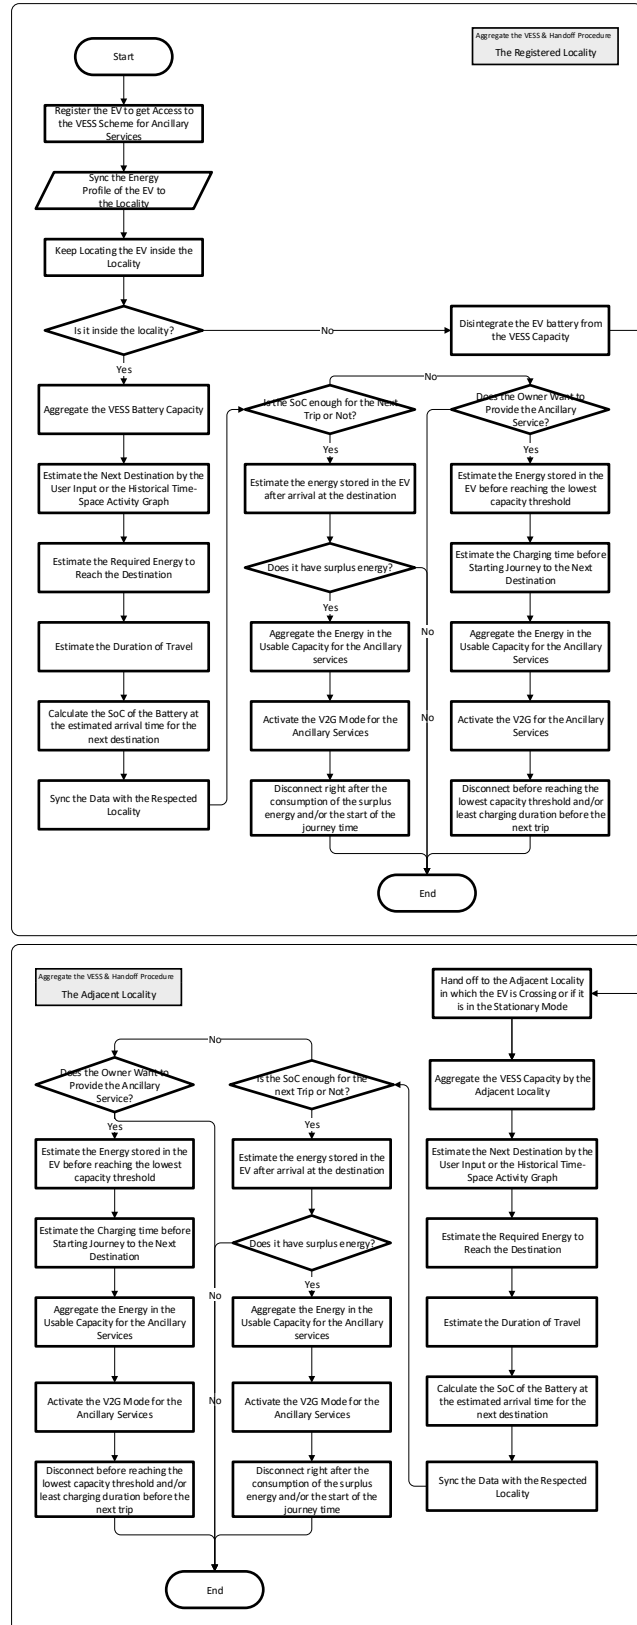 Aggregate the VESS & Handoff Procedure
The Registered Locality
Start
Register the EV to get Access to
the VESS Scheme for Ancillary
Services
Sync the Energy
Profile of the EV to
the Locality
Keep Locating the EV inside the
Locality
Is it inside the locality?
No
Disintegrate the EV battery from
the VESS Capacity
Yes
Aggregate the VESS Battery Capacity
Estimate the Next Destination by the
User Input or the Historical Time-
Space Activity Graph
Estimate the Required Energy to
Reach the Destination
Estimate the Duration of Travel
Calculate the SoC of the Battery at
the estimated arrival time for the
next destination
Sync the Data with the Respected
Locality
Is the SoC enough for the Next
Trip or Not?
No
Yes
Estimate the energy stored in the EV
after arrival at the destination
Does it have surplus energy?
Yes
Aggregate the Energy in the
Usable Capacity for the Ancillary
services
Activate the V2G Mode for the
Ancillary Services
Disconnect right after the
consumption of the surplus
energy and/or the start of the
journey time
No
No
Does the Owner Want to
Provide the Ancillary
Service?
Yes
Estimate the Energy stored in the
EV before reaching the lowest
capacity threshold
Estimate the Charging time before
Starting Journey to the Next
Destination
Aggregate the Energy in the
Usable Capacity for the Ancillary
Services
Activate the V2G for the Ancillary
Services
Disconnect before reaching the
lowest capacity threshold and/or
least charging duration before the
next trip
End
Aggregate the VESS & Handoff Procedure
The Adjacent Locality
Hand off to the Adjacent Locality
in which the EV is Crossing or if it
is in the Stationary Mode
Aggregate the VESS Capacity by the
Adjacent Locality
Estimate the Next Destination by the
User Input or the Historical Time-
Space Activity Graph
Estimate the Required Energy to
Reach the Destination
Estimate the Duration of Travel
Calculate the SoC of the Battery at
the estimated arrival time for the
next destination
Sync the Data with the Respected
Locality
Is the SoC enough for the
next Trip or Not?
No
Yes
Estimate the energy stored in the
EV after arrival at the destination
Does it have surplus energy?
Yes
Aggregate the Energy in the
Usable Capacity for the Ancillary
services
Activate the V2G Mode for the
Ancillary Services
Disconnect right after the
consumption of the surplus
energy and/or the start of the
journey time
No
No
Does the Owner Want to
Provide the Ancillary
Service?
Yes
Estimate the Energy stored in the
EV before reaching the lowest
capacity threshold
Estimate the Charging time before
Starting Journey to the Next
Destination
Aggregate the Energy in the
Usable Capacity for the Ancillary
Services
Activate the V2G Mode for the
Ancillary Services
Disconnect before reaching the
lowest capacity threshold and/or
least charging duration before the
next trip
End